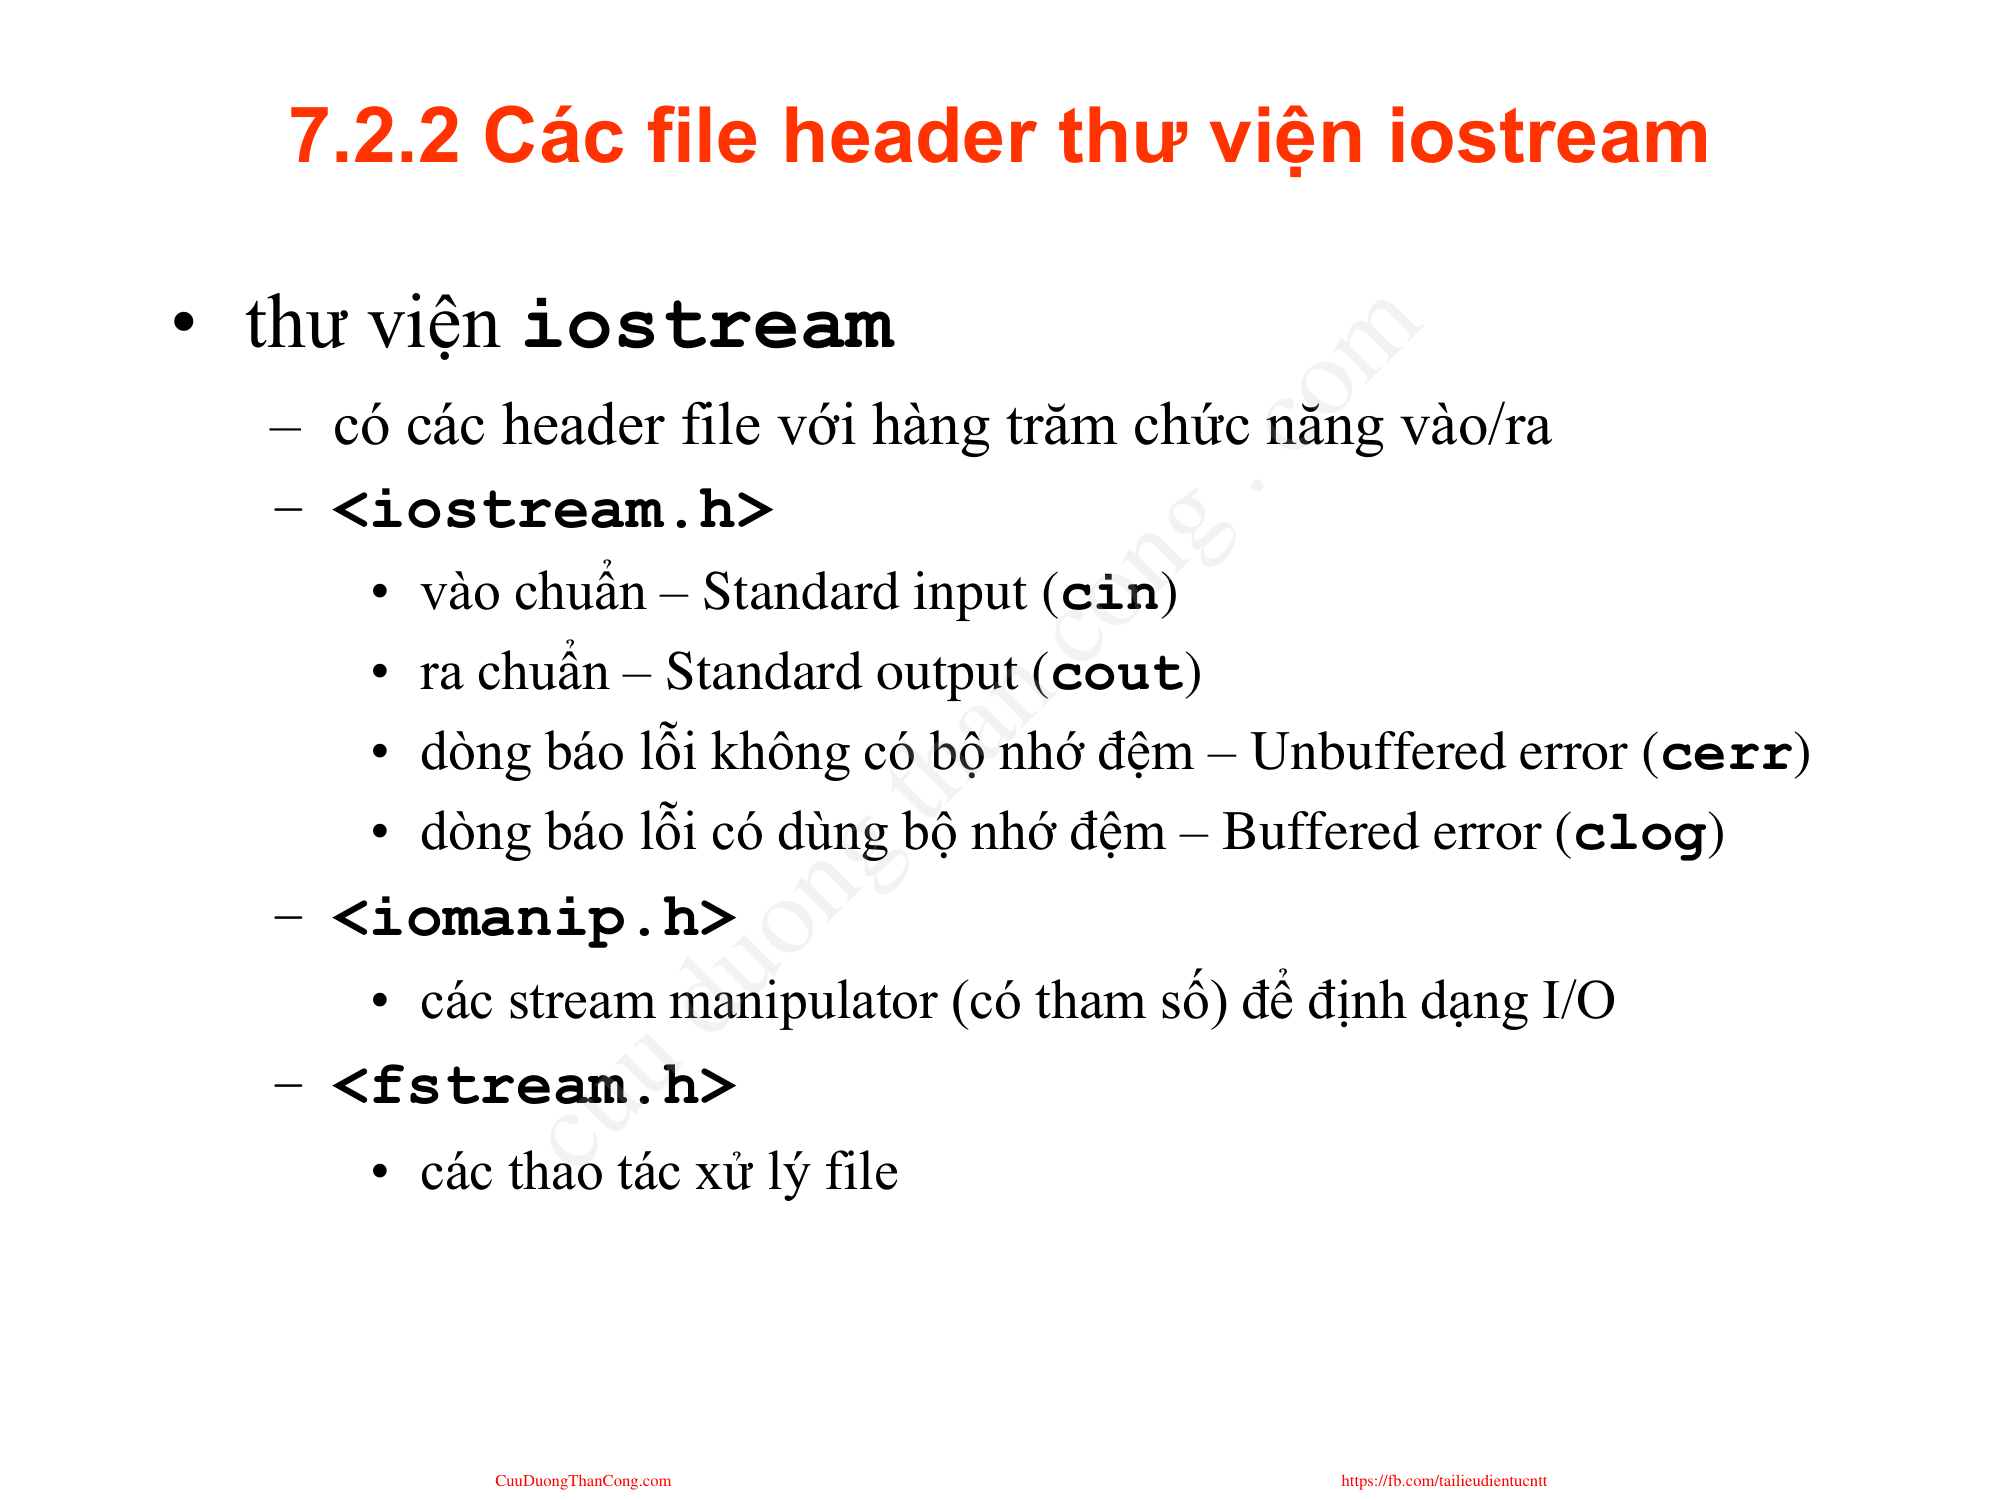 7.2.2 Các file header thư viện iostream
• thư viện iostream
– có các header file với hàng trăm chức năng vào/ra
– <iostream.h>
• vào chuẩn – Standard input (cin)
• ra chuẩn – Standard output (cout)
• dòng báo lỗi không có bộ nhớ đệm – Unbuffered error (cerr)
• dòng báo lỗi có dùng bộ nhớ đệm – Buffered error (clog)
– <iomanip.h>
• các stream manipulator (có tham số) để định dạng I/O
– <fstream.h>
• các thao tác xử lý file
cuu duong than cong . com
CuuDuongThanCong.com
https://fb.com/tailieudientucntt